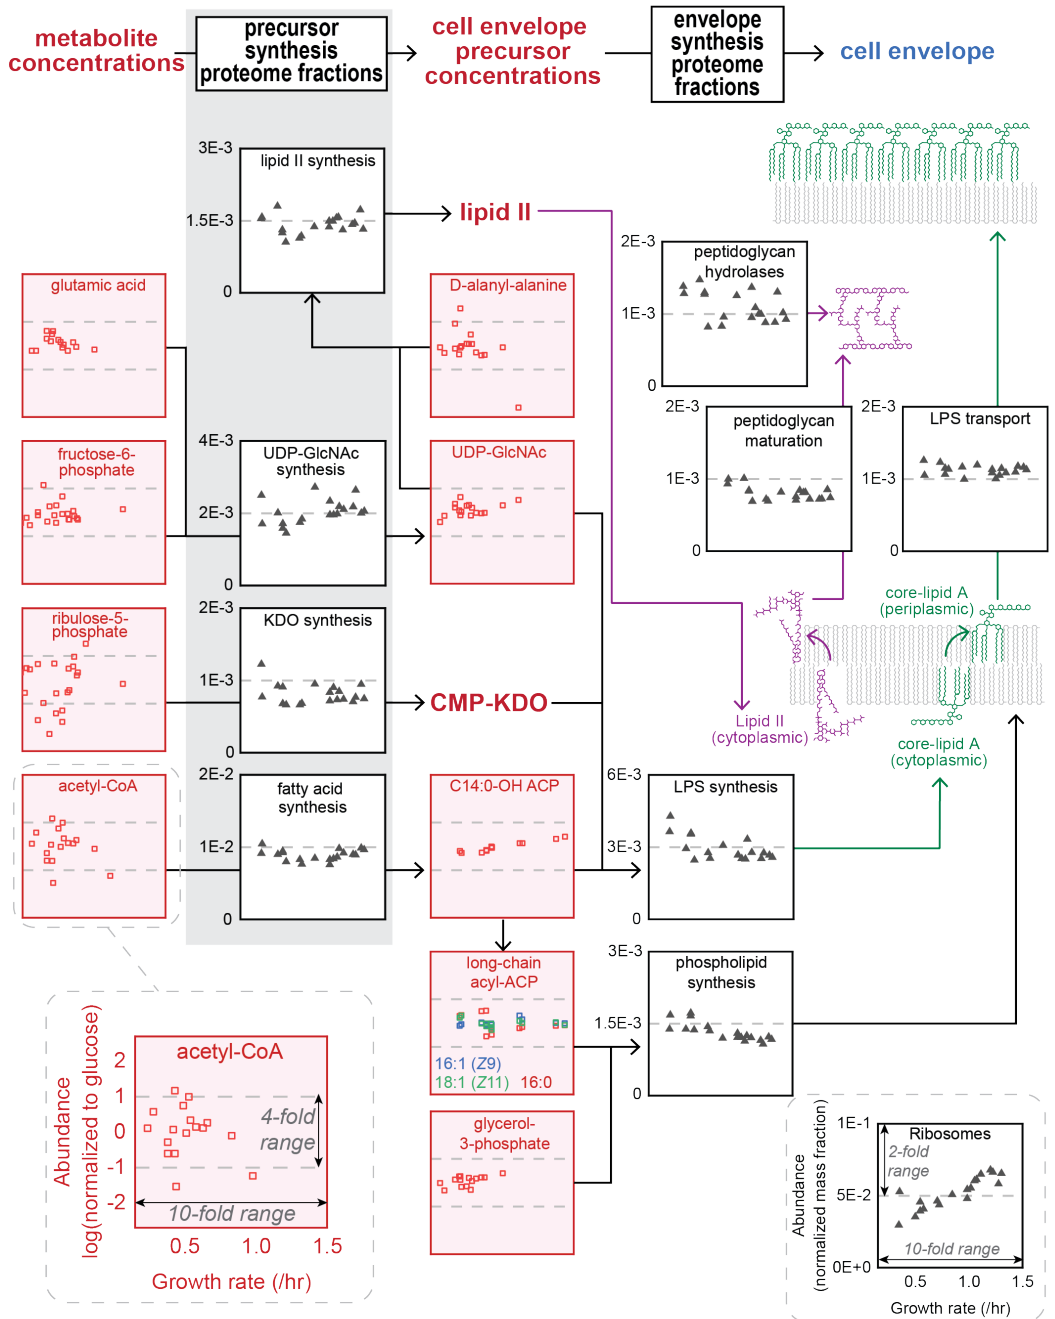 metabolite
concentrations
precursor
synthesis
proteome fractions
cell envelope
precursor
concentrations
envelope
synthesis
proteome
fractions
cell envelope
3E-3
lipid II synthesis
1.5E-3
0
lipid II
2E-3
peptidoglycan
hydrolases
1E-3
0
glutamic acid
D-alanyl-alanine
fructose-6-
phosphate
4E-3
UDP-GlcNAc
synthesis
2E-3
0
UDP-GlcNAc
2E-3
peptidoglycan
maturation
1E-3
0
2E-3
LPS transport
1E-3
0
ribulose-5-
phosphate
2E-3
KDO synthesis
1E-3
0
CMP-KDO
core-lipid A
(periplasmic)
Lipid II
(cytoplasmic)
core-lipid A
(cytoplasmic)
acetyl-CoA
2E-2
fatty acid
synthesis
1E-2
0
C14:0-OH ACP
6E-3
LPS synthesis
3E-3
0
long-chain
acyl-ACP
16:1 (Z9)
18:1 (Z11) 16:0
3E-3
phospholipid
synthesis
1.5E-3
0
glycerol-
3-phosphate
acetyl-CoA
Abundance
log(normalized to glucose)
2
1
0
-1
-2
4-fold
range
10-fold range
0.5 1.0 1.5
Growth rate (/hr)
Abundance
(normalized mass fraction)
1E-1
5E-2
0E+0
Ribosomes
2-fold
range
10-fold range
0.5 1.0 1.5
Growth rate (/hr)